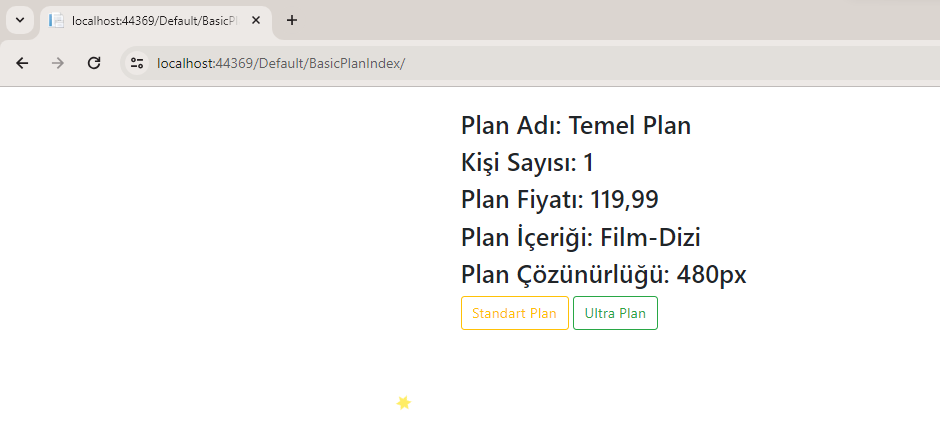 localhost:44369/Default/BasicPl
localhost:44369/Default/BasicPlanIndex/
Plan Adı: Temel Plan
Kişi Sayısı: 1
Plan Fiyatı: 119,99
Plan İçeriği: Film-Dizi
Plan Çözünürlüğü: 480px
Standart Plan Ultra Plan